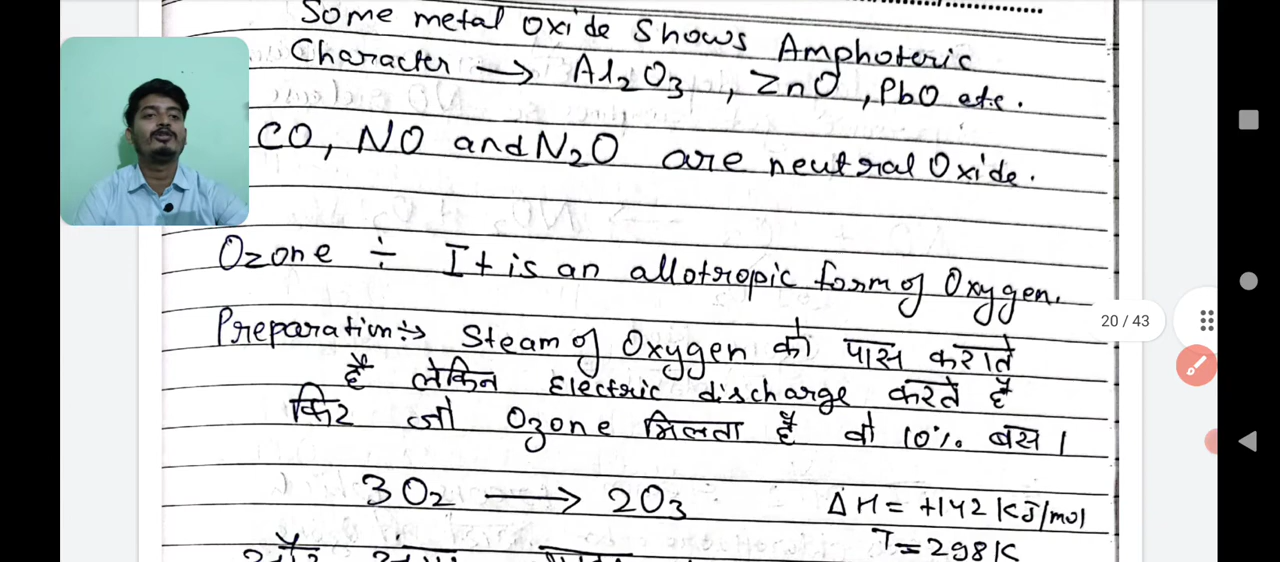 Some metal oxide Shows Amphoteric
Character → Al₂O₃, ZnO, PbO etc.
CO, NO and N₂O are neutral Oxide.
Ozone ÷ It is an allotropic form of Oxygen.
Preparation:→ Steam of Oxygen को पास कराते
हैं लेकिन Electric discharge करते हैं
फिर जो Ozone मिलता है वो 10% बस।
3O₂ → 2O₃ ΔH = +142 KJ/mol
T = 298K
20 / 43